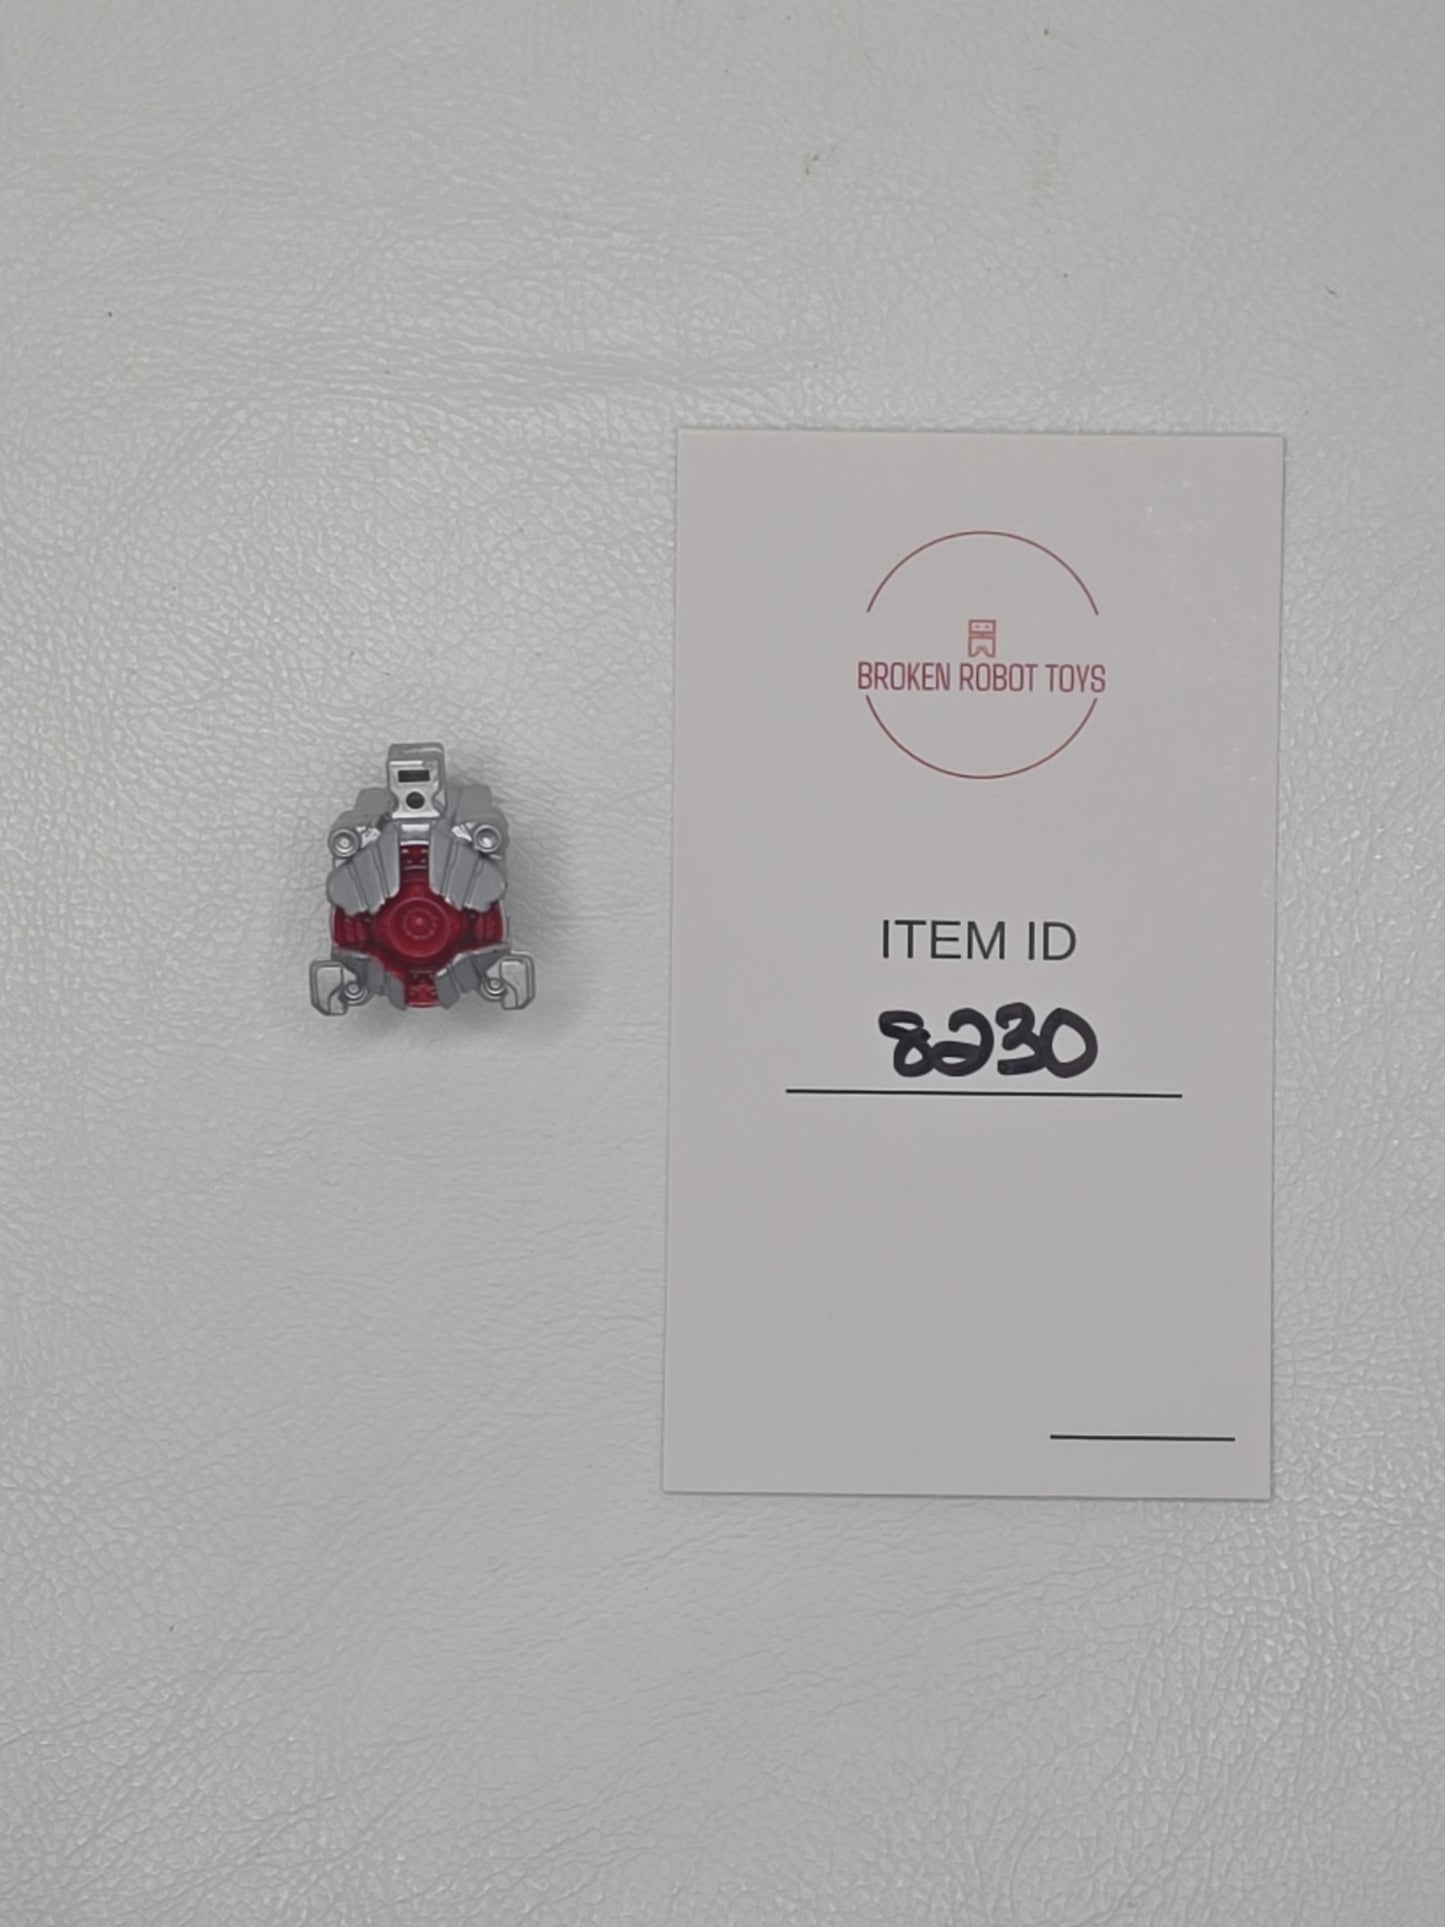 BROKEN ROBOT TOYS
ITEM ID
8230